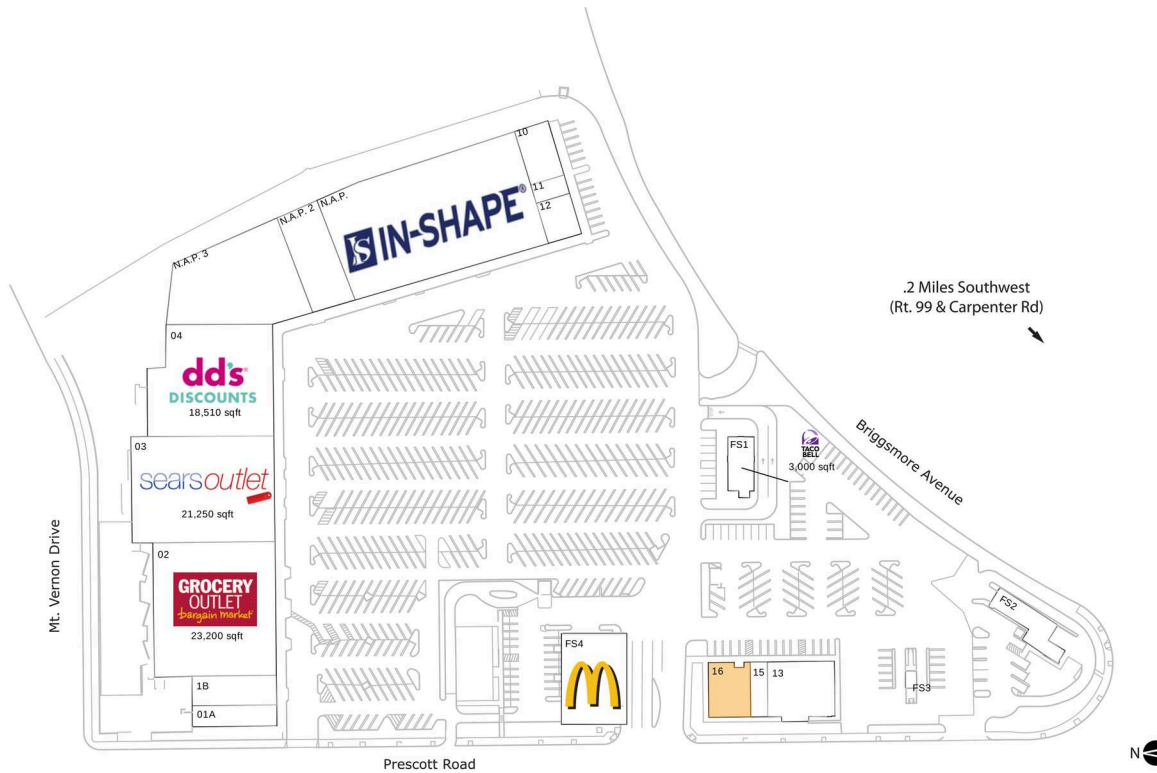 10
11
12
N.A.P.
N.A.P. 2
N.A.P. 3
IN-SHAPE®
04
dd's
DISCOUNTS
18,510 sqft
03
sears outlet
21,250 sqft
02
GROCERY
OUTLET
bargain market
23,200 sqft
1B
01A
Mt. Vernon Drive
Prescott Road
.2 Miles Southwest
(Rt. 99 & Carpenter Rd)
Briggsmore Avenue
FS1
TACO
BELL
3,000 sqft
FS2
FS3
FS4
16
15
13
N